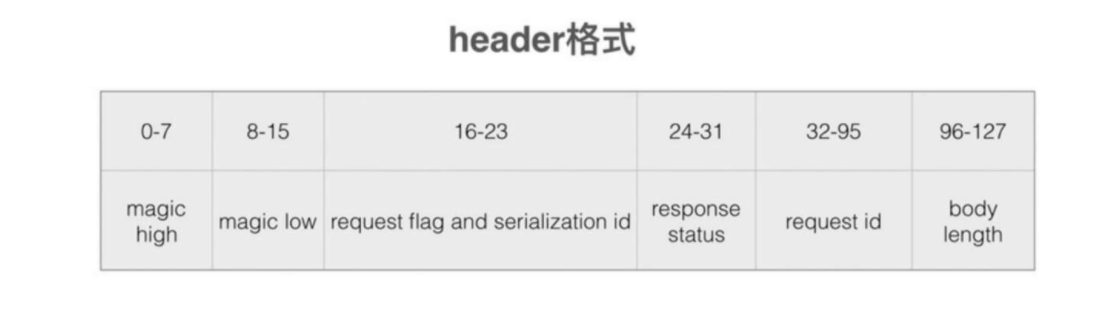 header格式
0-7 8-15 16-23 24-31 32-95 96-127
magic high magic low request flag and serialization id response status request id body length